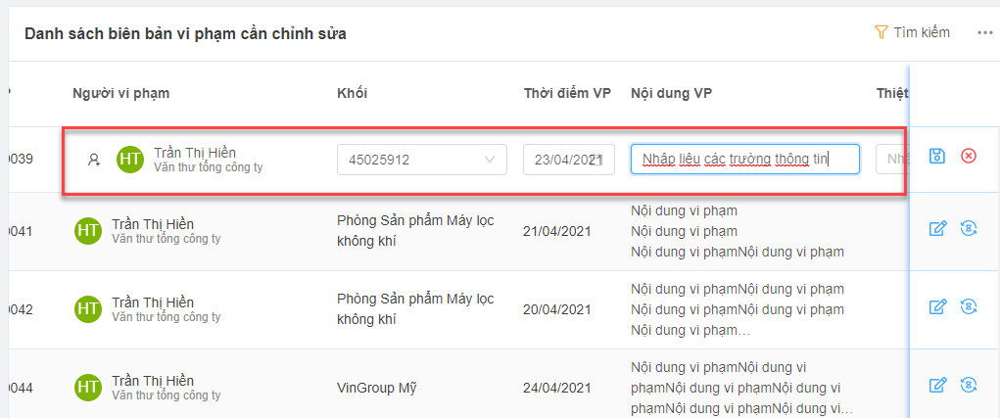 Danh sách biên bản vi phạm cần chỉnh sửa
Tìm kiếm
Người vi phạm
Khối
Thời điểm VP
Nội dung VP
Thiệt
0039
HT
Trần Thị Hiền
Văn thư tổng công ty
45025912
23/04/2021
Nhập liệu các trường thông tin
Nhậ
0041
HT
Trần Thị Hiền
Văn thư tổng công ty
Phòng Sản phẩm Máy lọc
không khí
21/04/2021
Nội dung vi phạm
Nội dung vi phạm
Nội dung vi phạmNội dung vi phạm
0042
HT
Trần Thị Hiền
Văn thư tổng công ty
Phòng Sản phẩm Máy lọc
không khí
20/04/2021
Nội dung vi phạmNội dung vi phạm
Nội dung vi phạmNội dung vi phạm
Nội dung vi phạm...
0044
HT
Trần Thị Hiền
Văn thư tổng công ty
VinGroup Mỹ
24/04/2021
Nội dung vi phạmNội dung vi
phạmNội dung vi phạmNội dung vi
phạmNội dung vi phạmNội dung vi...